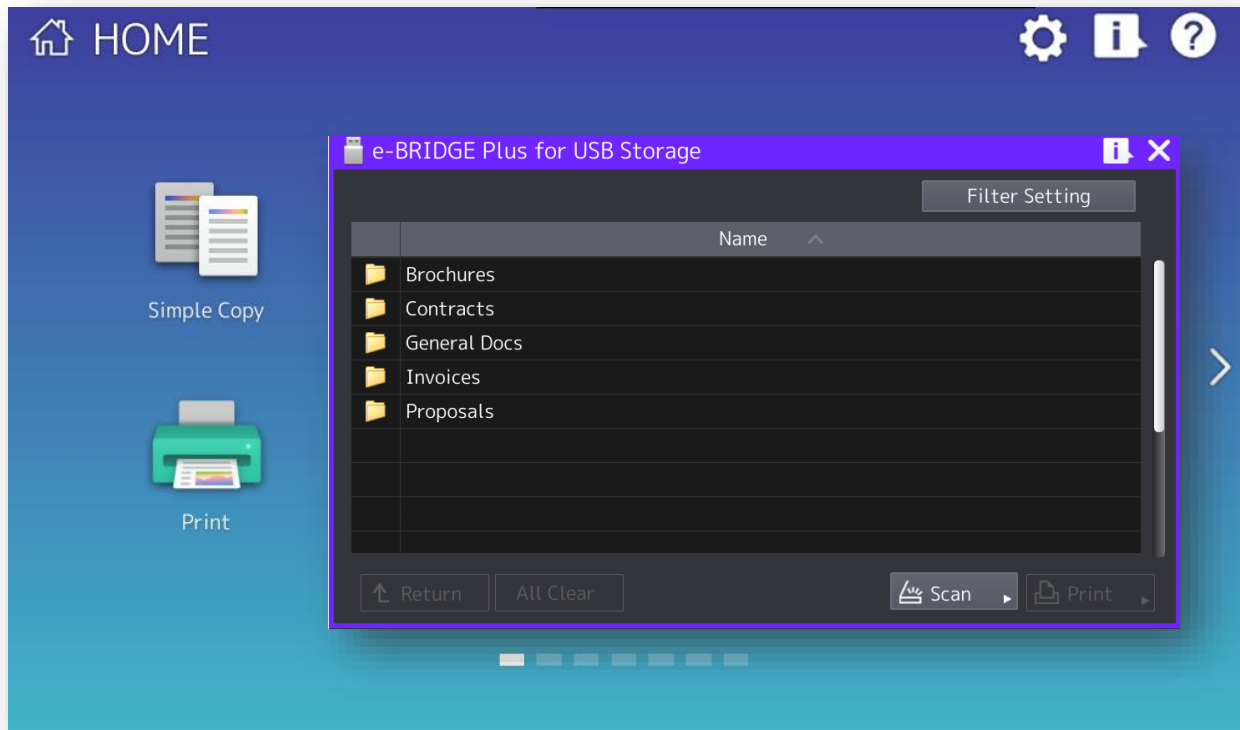 HOME
e-BRIDGE Plus for USB Storage
Filter Setting
Name
Brochures
Contracts
General Docs
Invoices
Proposals
Simple Copy
Print
Return
All Clear
Scan
Print